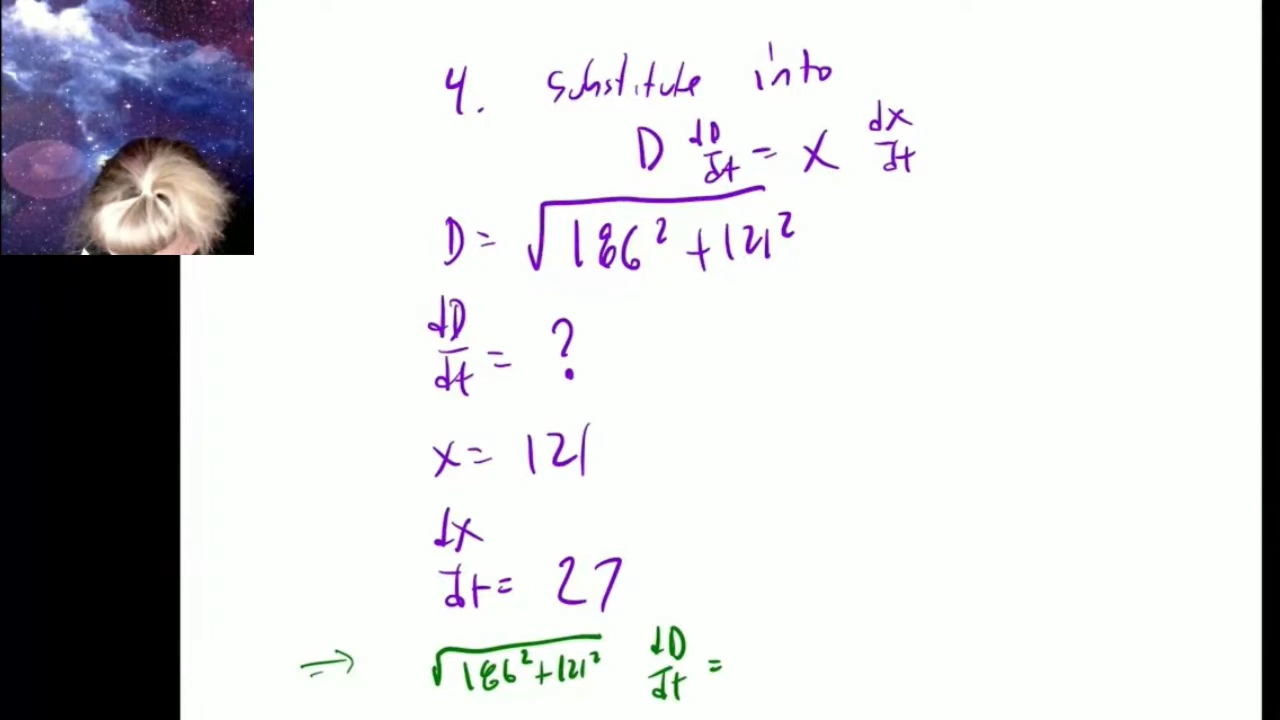 4. substitute into
D dD/dt = x dx/dt
D = √186² + 121²
dD/dt = ?
x = 121
dx/dt = 27
⇒ √186² + 121² dD/dt =